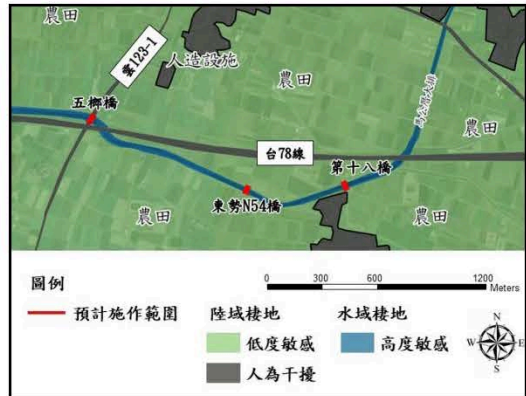 農田
雲123-1
人造設施
農田
五榔橋
農田
台78線
第十八橋
東勢N54橋
農田
農田
圖例
0 300 600 1200
Meters
預計施作範圍
陸域棲地
低度敏感
人為干擾
水域棲地
高度敏感
N
W E
S